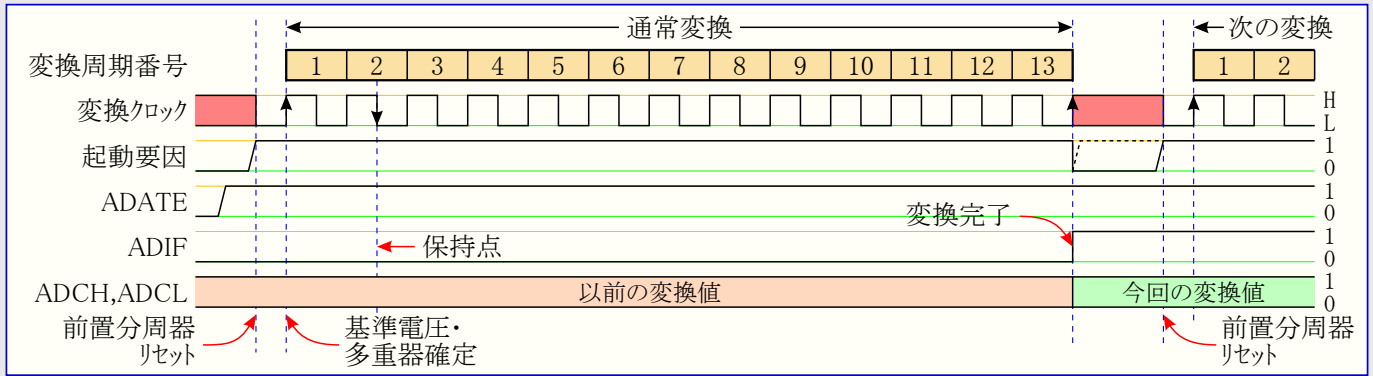 通常変換
次の変換
変換周期番号
1 2 3 4 5 6 7 8 9 10 11 12 13
1 2
変換ｸﾛｯｸ
H
L
起動要因
1
0
ADATE
1
0
変換完了
ADIF
保持点
1
0
ADCH,ADCL
以前の変換値
今回の変換値
1
0
前置分周器
ﾘｾｯﾄ
基準電圧・
多重器確定
前置分周器
ﾘｾｯﾄ